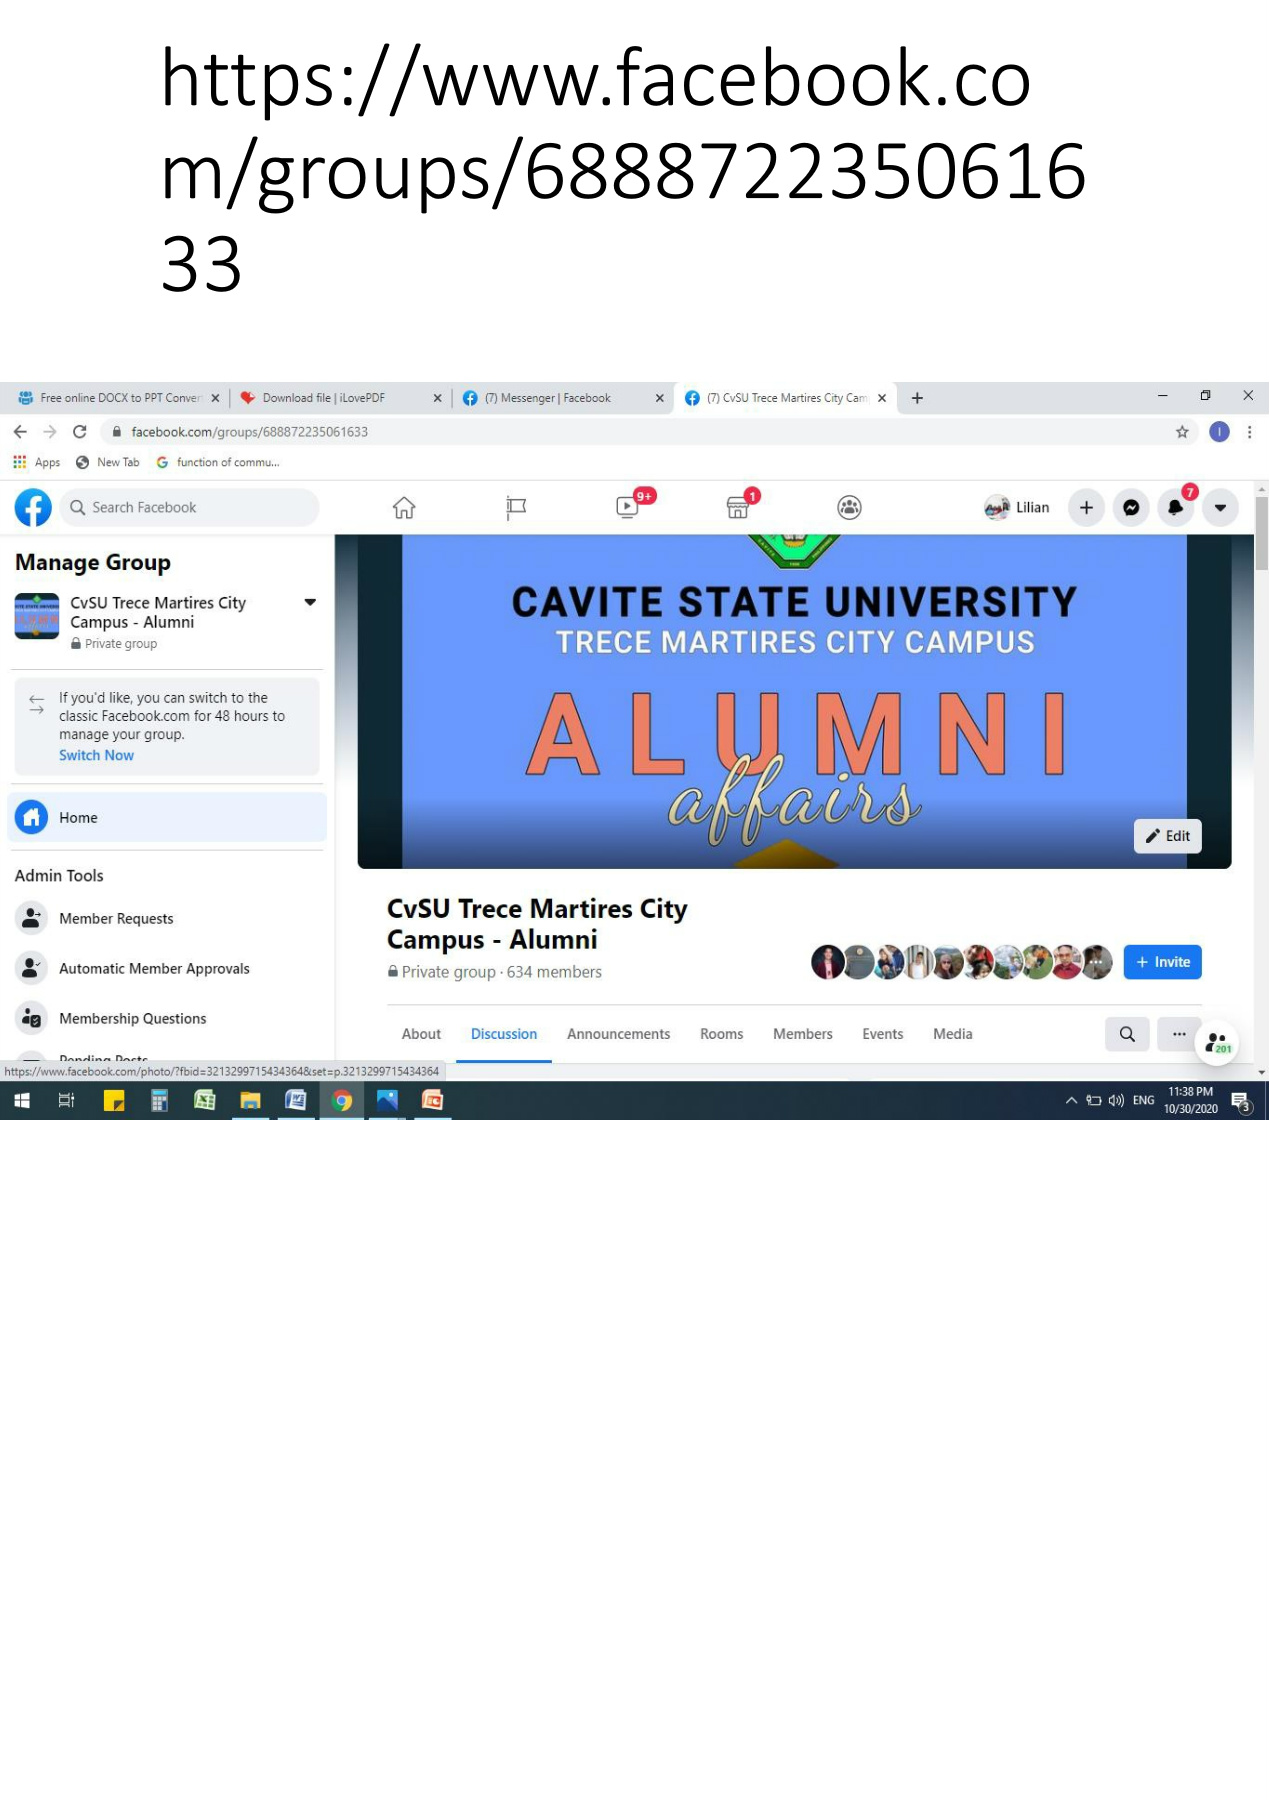 https://www.facebook.co
m/groups/6888722350616
33
Free online DOCX to PPT Conver
Download file | iLovePDF
(7) Messenger | Facebook
(7) CvSU Trece Martires City Cam
facebook.com/groups/688872235061633
Apps
New Tab
function of commu...
Search Facebook
9+
1
Lilian
7
Manage Group
CvSU Trece Martires City
Campus - Alumni
Private group
If you'd like, you can switch to the
classic Facebook.com for 48 hours to
manage your group.
Switch Now
Home
Admin Tools
Member Requests
Automatic Member Approvals
Membership Questions
Pending Posts
CAVITE STATE UNIVERSITY
TRECE MARTIRES CITY CAMPUS
ALUMNI
affairs
Edit
CvSU Trece Martires City
Campus - Alumni
Private group · 634 members
+ Invite
About Discussion Announcements Rooms Members Events Media
201
https://www.facebook.com/photo/?fbid=3213299715434364&set=p.3213299715434364
ENG
11:38 PM
10/30/2020
3